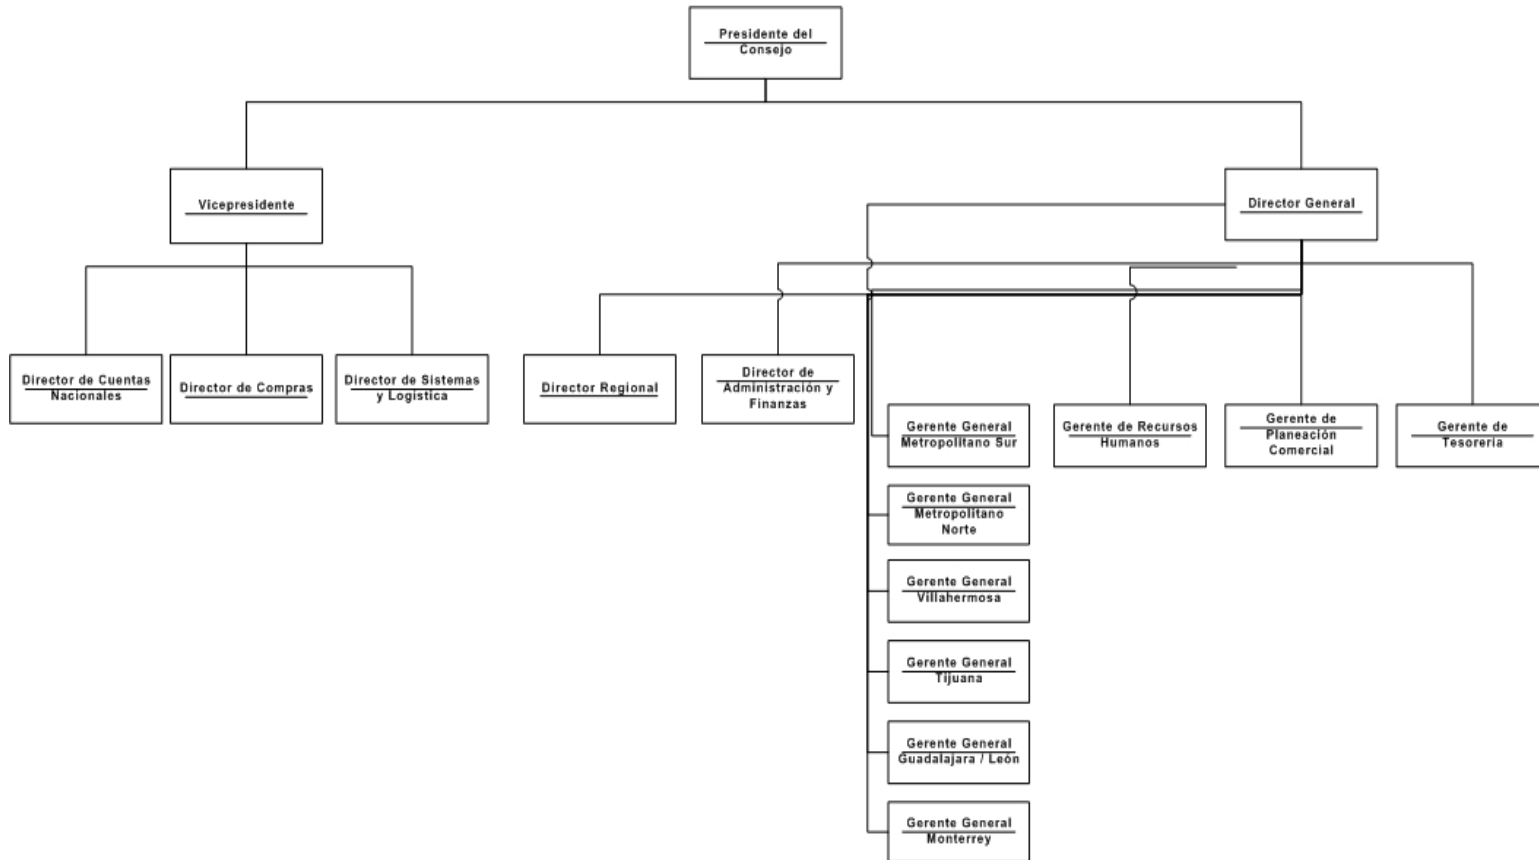 Presidente del
Consejo
Vicepresidente
Director General
Director de Cuentas
Nacionales
Director de Compras
Director de Sistemas
y Logística
Director Regional
Director de
Administración y
Finanzas
Gerente General
Metropolitano Sur
Gerente de Recursos
Humanos
Gerente de
Planeación
Comercial
Gerente de
Tesorería
Gerente General
Metropolitano
Norte
Gerente General
Villahermosa
Gerente General
Tijuana
Gerente General
Guadalajara / León
Gerente General
Monterrey